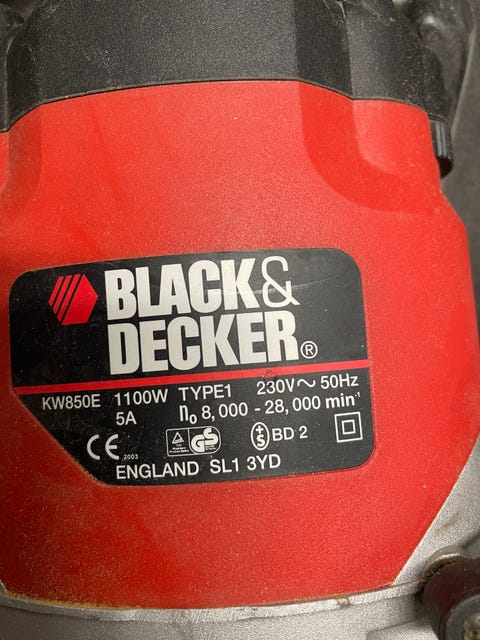 BLACK&
DECKER®
KW850E 1100W TYPE1 230V~ 50Hz
5A n₀ 8,000 - 28,000 min⁻¹
CE 2003 GS S BD 2
ENGLAND SL1 3YD